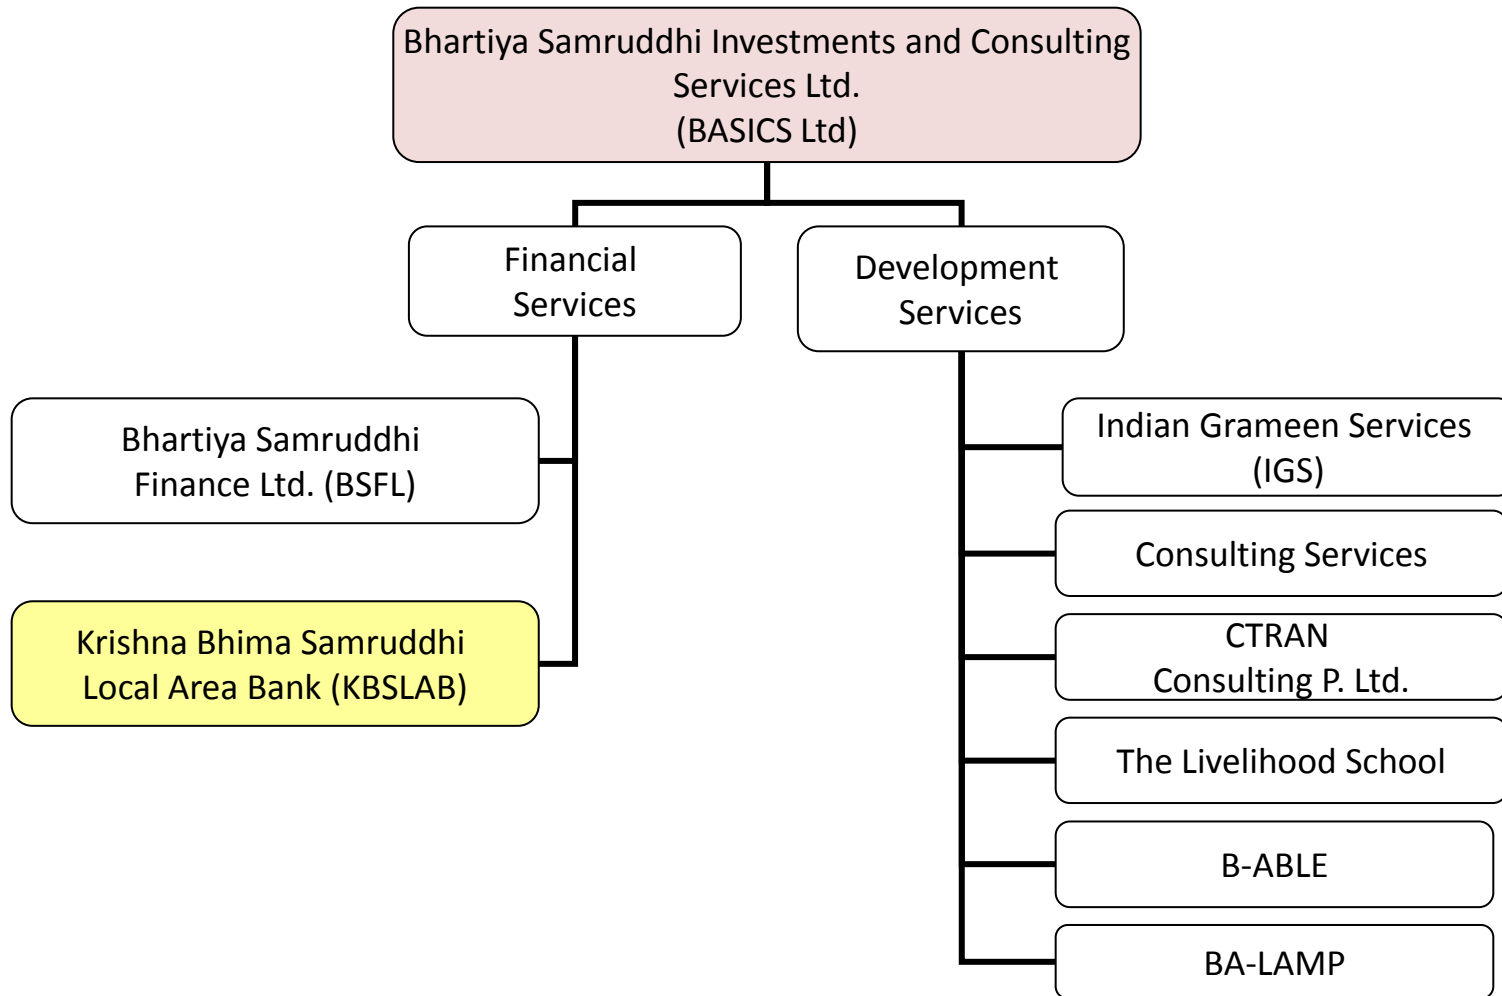 Bhartiya Samruddhi Investments and Consulting
Services Ltd.
(BASICS Ltd)
Financial
Services
Development
Services
Bhartiya Samruddhi
Finance Ltd. (BSFL)
Krishna Bhima Samruddhi
Local Area Bank (KBSLAB)
Indian Grameen Services
(IGS)
Consulting Services
CTRAN
Consulting P. Ltd.
The Livelihood School
B-ABLE
BA-LAMP